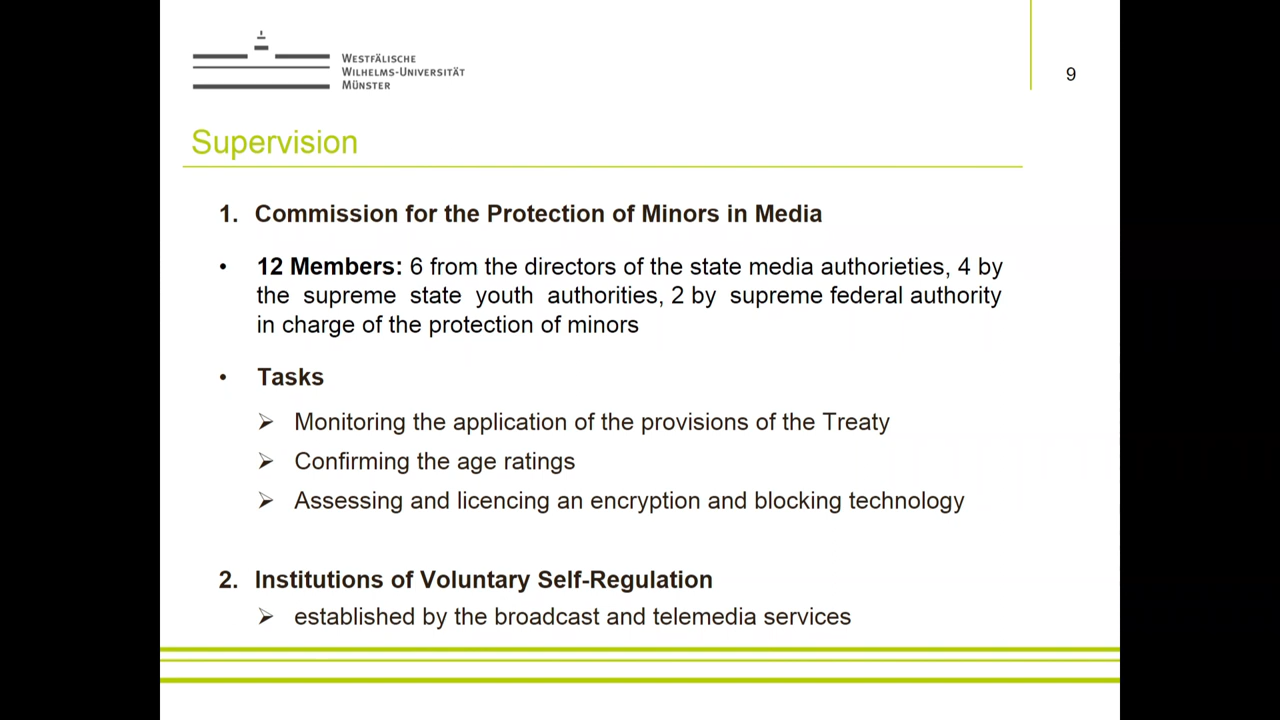 WESTFÄLISCHE
WILHELMS-UNIVERSITÄT
MÜNSTER
9
Supervision
1. Commission for the Protection of Minors in Media
• 12 Members: 6 from the directors of the state media authorieties, 4 by
the supreme state youth authorities, 2 by supreme federal authority
in charge of the protection of minors
• Tasks
➢ Monitoring the application of the provisions of the Treaty
➢ Confirming the age ratings
➢ Assessing and licencing an encryption and blocking technology
2. Institutions of Voluntary Self-Regulation
➢ established by the broadcast and telemedia services